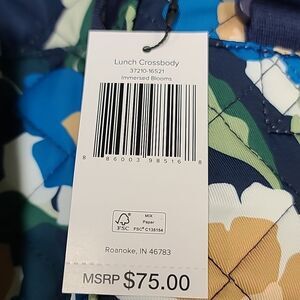 Lunch Crossbody
37210-16521
Immersed Blooms
8 86003 98516 8
FSC
MIX
Paper
FSC® C135154
Roanoke, IN 46783
MSRP $75.00